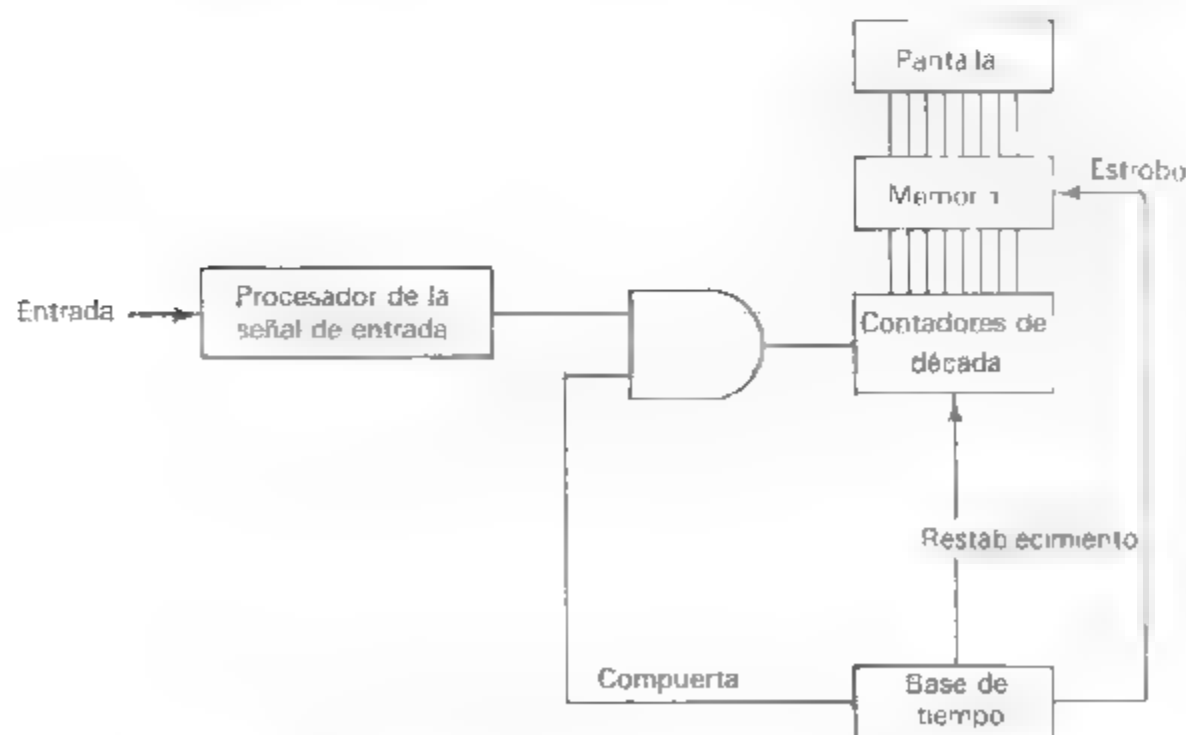 Pantalla
Estrobo
Memoria
Entrada
Procesador de la
señal de entrada
Contadores de
década
Restablecimiento
Compuerta
Base de
tiempo